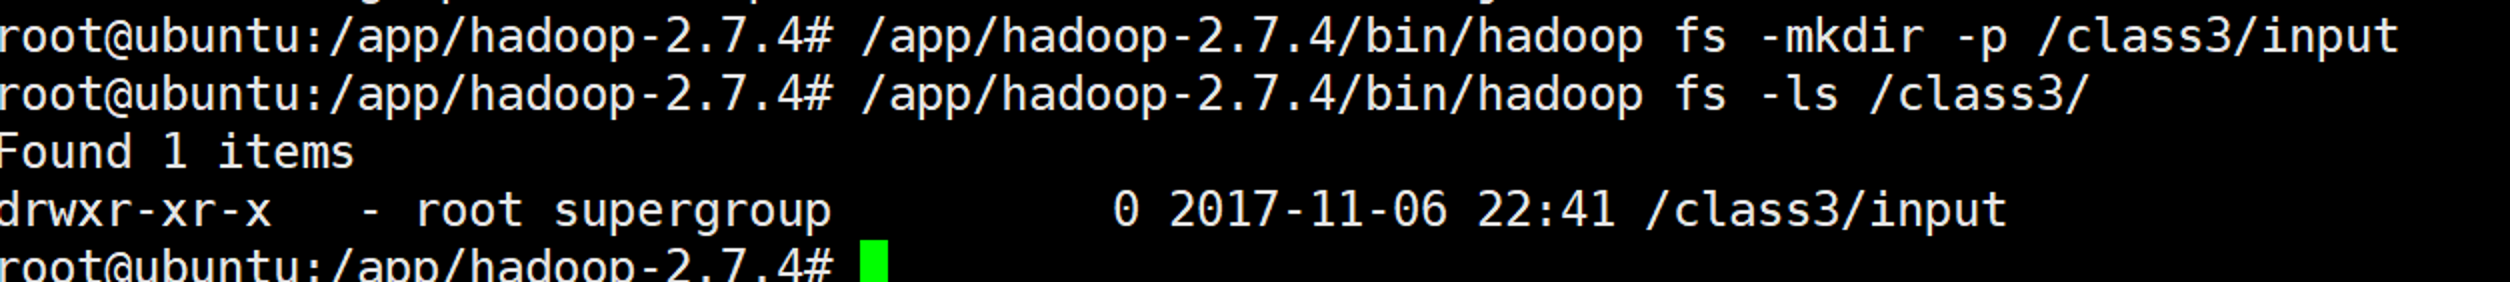 root@ubuntu:/app/hadoop-2.7.4# /app/hadoop-2.7.4/bin/hadoop fs -mkdir -p /class3/input
root@ubuntu:/app/hadoop-2.7.4# /app/hadoop-2.7.4/bin/hadoop fs -ls /class3/
Found 1 items
drwxr-xr-x   - root supergroup          0 2017-11-06 22:41 /class3/input
root@ubuntu:/app/hadoop-2.7.4#